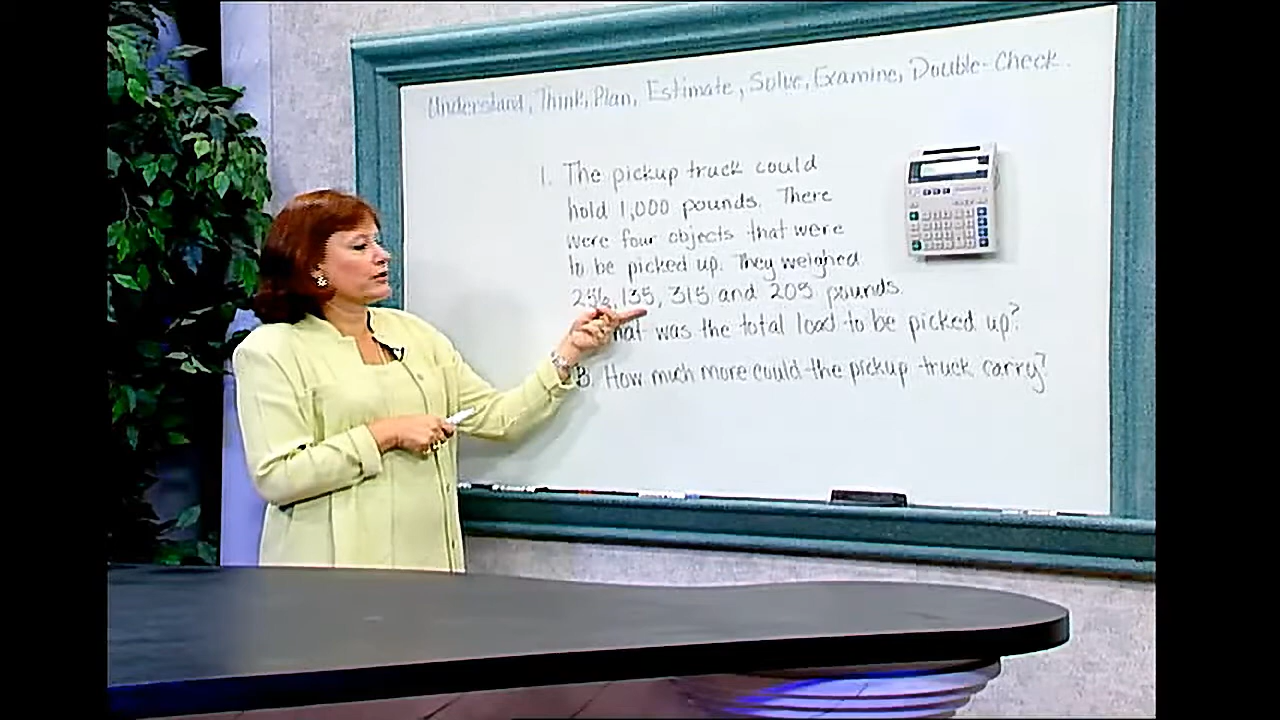 Understand, Think, Plan, Estimate, Solve, Examine, Double-Check.
1. The pickup truck could
hold 1,000 pounds. There
were four objects that were
to be picked up. They weighed
256, 135, 315 and 205 pounds.
was the total load to be picked up?
B. How much more could the pickup truck carry?